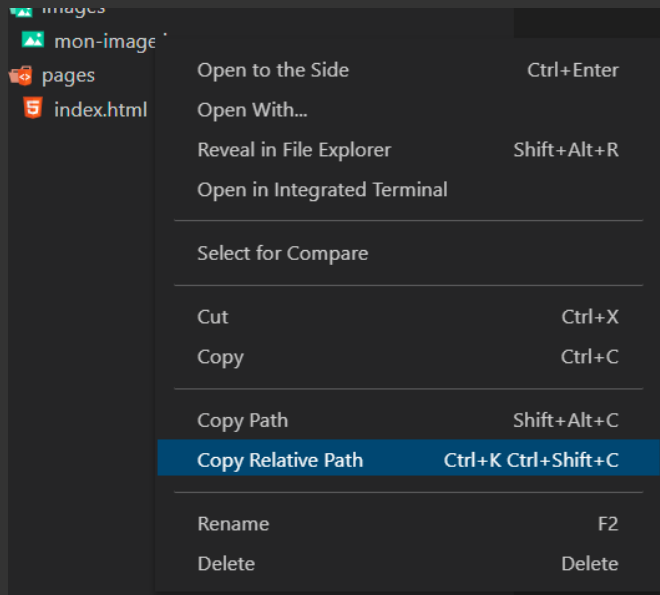 images
mon-image
pages
index.html
Open to the Side Ctrl+Enter
Open With...
Reveal in File Explorer Shift+Alt+R
Open in Integrated Terminal
Select for Compare
Cut Ctrl+X
Copy Ctrl+C
Copy Path Shift+Alt+C
Copy Relative Path Ctrl+K Ctrl+Shift+C
Rename F2
Delete Delete